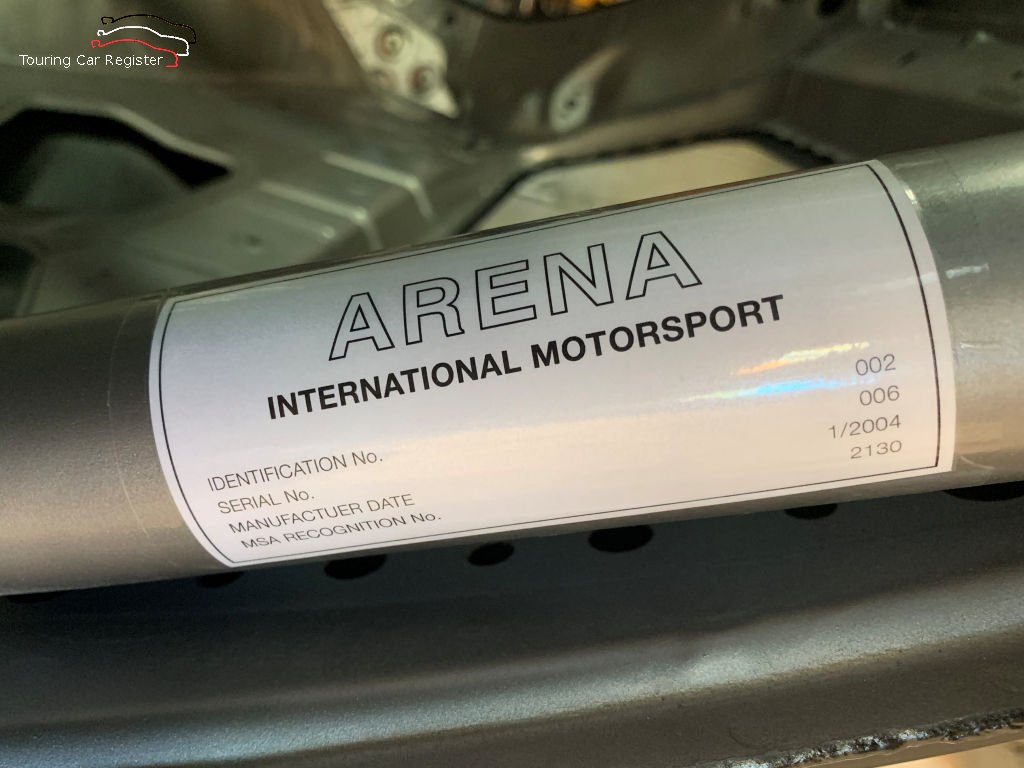 Touring Car Register
ARENA
INTERNATIONAL MOTORSPORT
IDENTIFICATION No. 002
SERIAL No. 006
MANUFACTUER DATE 1/2004
MSA RECOGNITION No. 2130